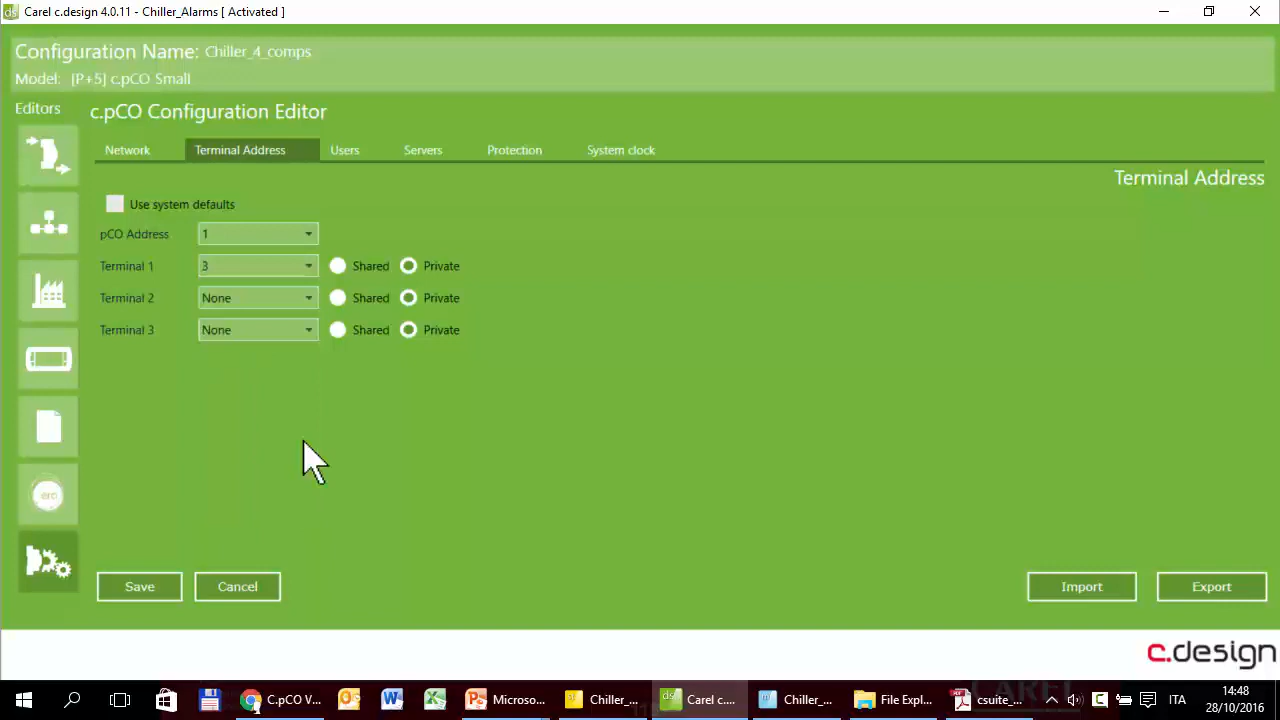 Carel c.design 4.0.11 - Chiller_Alarms [ Activated ]
Configuration Name: Chiller_4_comps
Model: [P+5] c.pCO Small
Editors
c.pCO Configuration Editor
Network Terminal Address Users Servers Protection System clock
Terminal Address
Use system defaults
pCO Address 1
Terminal 1 3 Shared Private
Terminal 2 None Shared Private
Terminal 3 None Shared Private
Save Cancel Import Export
c.design
C.pCO V... Microso... Chiller_... Carel c.... Chiller_... File Expl... csuite_... ITA 14:48
28/10/2016